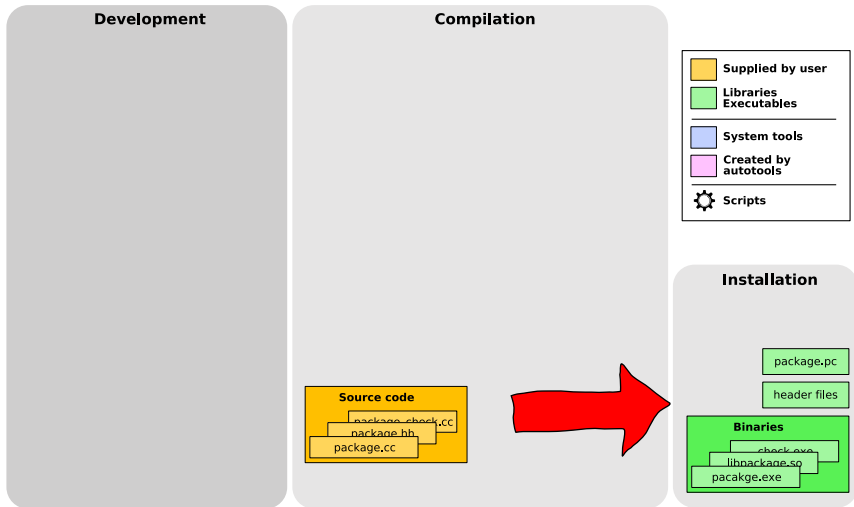 Development
Compilation
Supplied by user
Libraries
Executables
System tools
Created by
autotools
Scripts
Installation
package.pc
header files
Source code
package_check.cc
package.hh
package.cc
Binaries
check.exe
libpackage.so
pacakge.exe